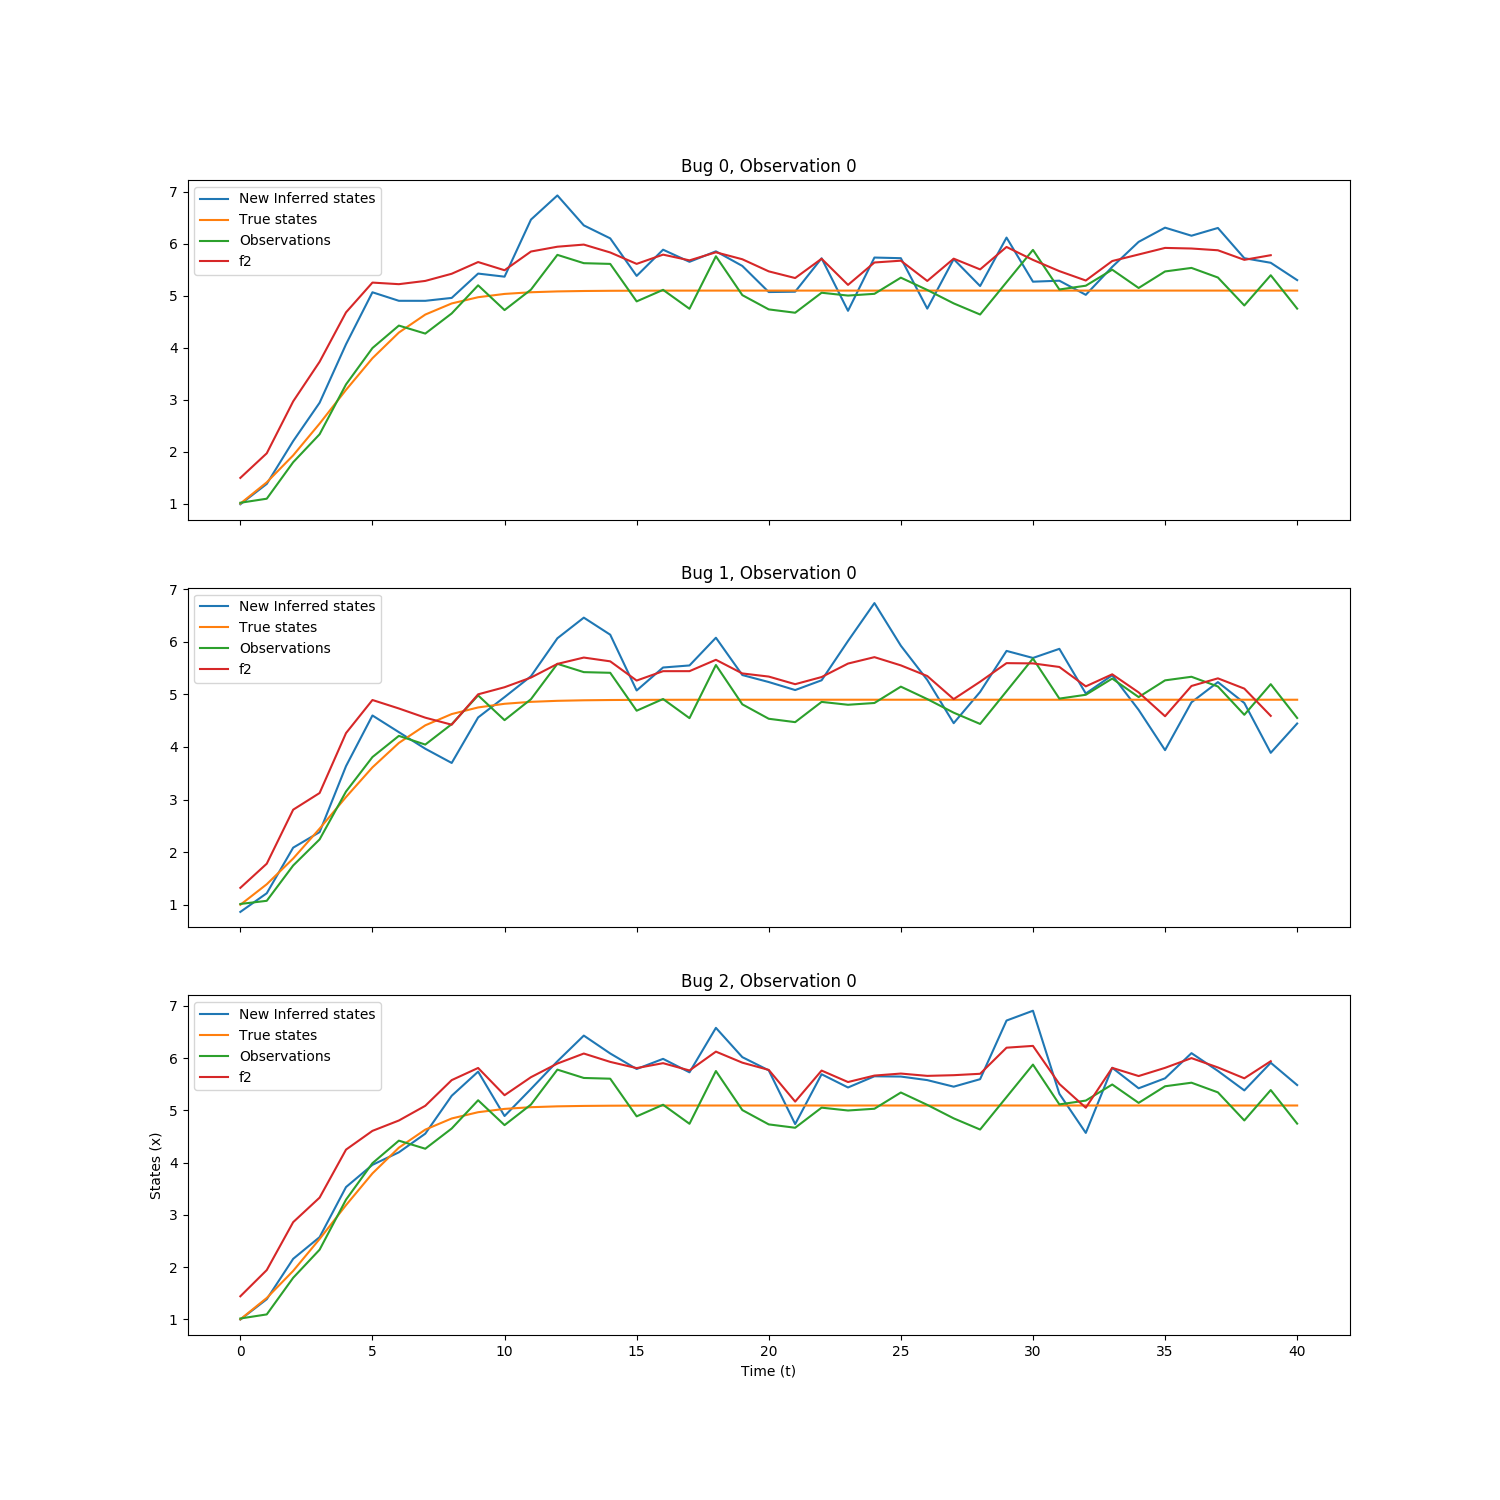 Bug 0, Observation 0
7
6
5
4
3
2
1
New Inferred states
True states
Observations
f2
Bug 1, Observation 0
7
6
5
4
3
2
1
New Inferred states
True states
Observations
f2
Bug 2, Observation 0
7
6
5
4
3
2
1
New Inferred states
True states
Observations
f2
States (x)
0 5 10 15 20 25 30 35 40
Time (t)